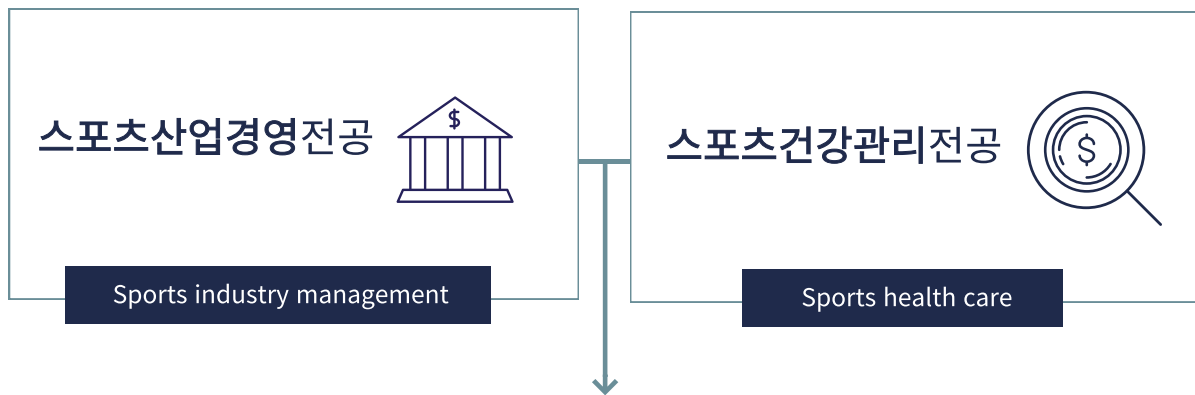 스포츠산업경영전공
$
Sports industry management
스포츠건강관리전공
$
Sports health care